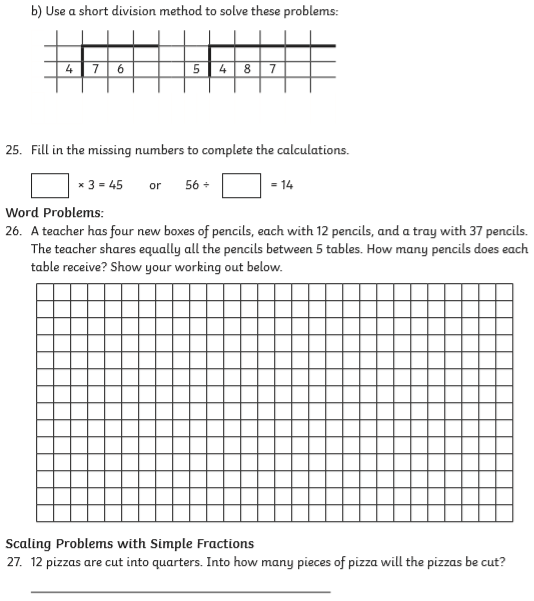 b) Use a short division method to solve these problems:
4 7 6 5 4 8 7
25. Fill in the missing numbers to complete the calculations.
× 3 = 45 or 56 ÷ = 14
Word Problems:
26. A teacher has four new boxes of pencils, each with 12 pencils, and a tray with 37 pencils.
The teacher shares equally all the pencils between 5 tables. How many pencils does each
table receive? Show your working out below.
Scaling Problems with Simple Fractions
27. 12 pizzas are cut into quarters. Into how many pieces of pizza will the pizzas be cut?